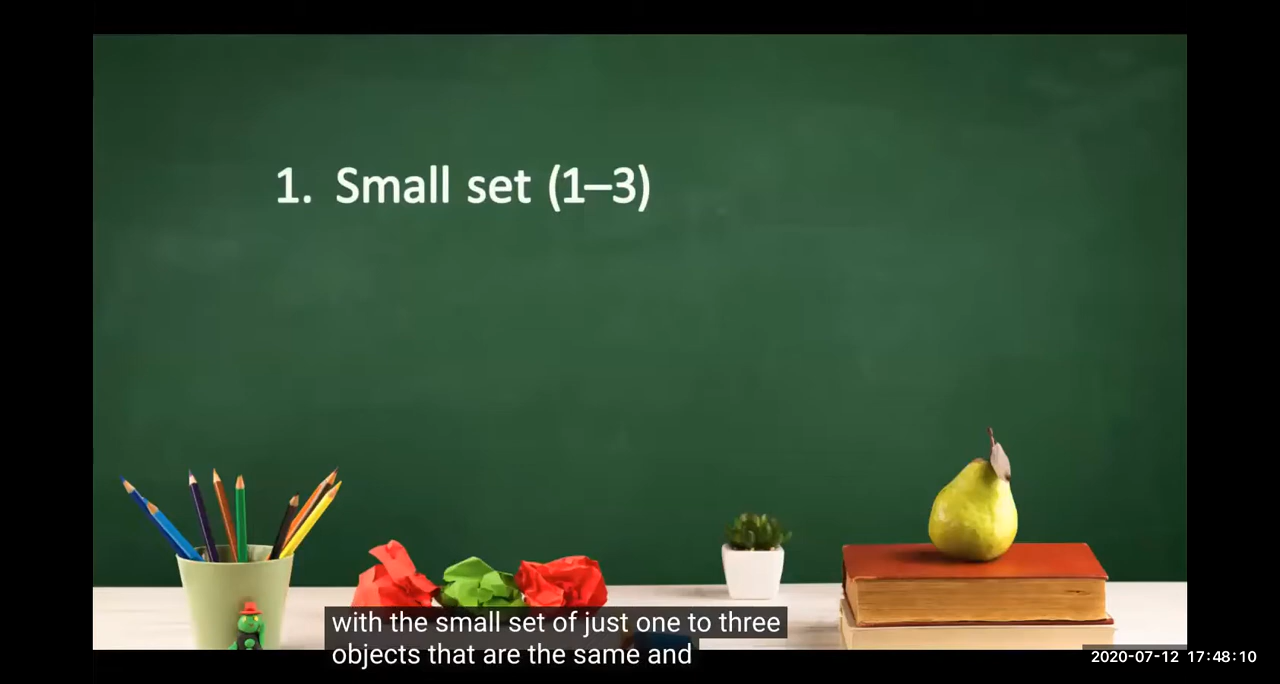 1. Small set (1–3)
with the small set of just one to three
objects that are the same and
2020-07-12 17:48:10